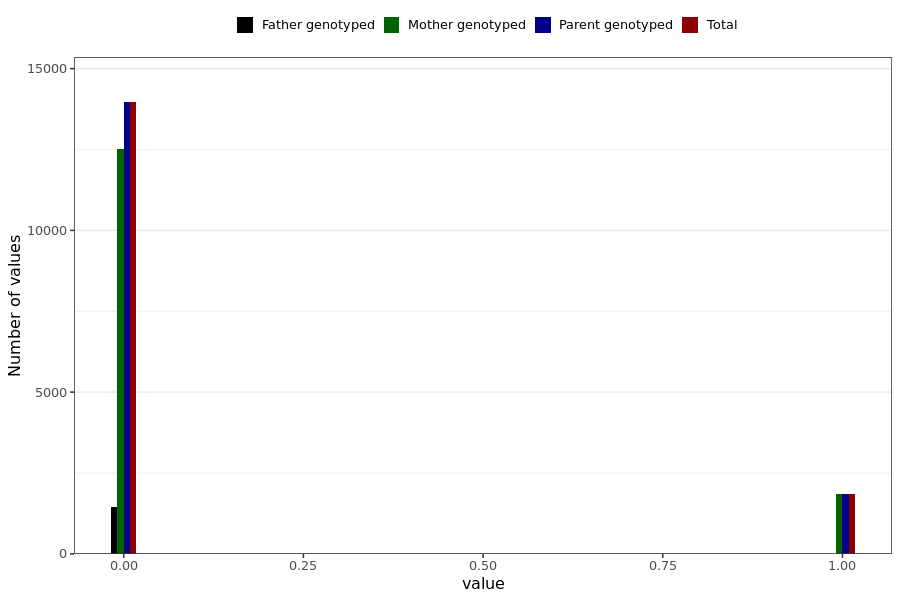 Father genotyped Mother genotyped Parent genotyped Total
15000
10000
5000
0
Number of values
0.00 0.25 0.50 0.75 1.00
value